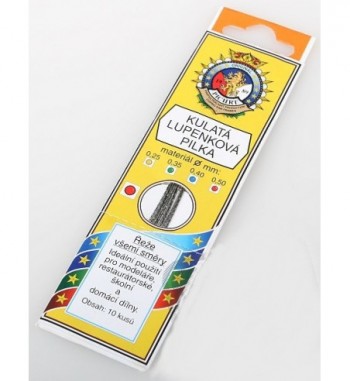 PILHRI
KULATÁ
LUPENKOVÁ
PILKA
materiál ø mm:
0,25 0,35 0,40 0,50
Řeže
všemi směry
Ideální použití
pro modeláře,
restaurátorské,
školní
a
domácí dílny.
Obsah: 10 kusů